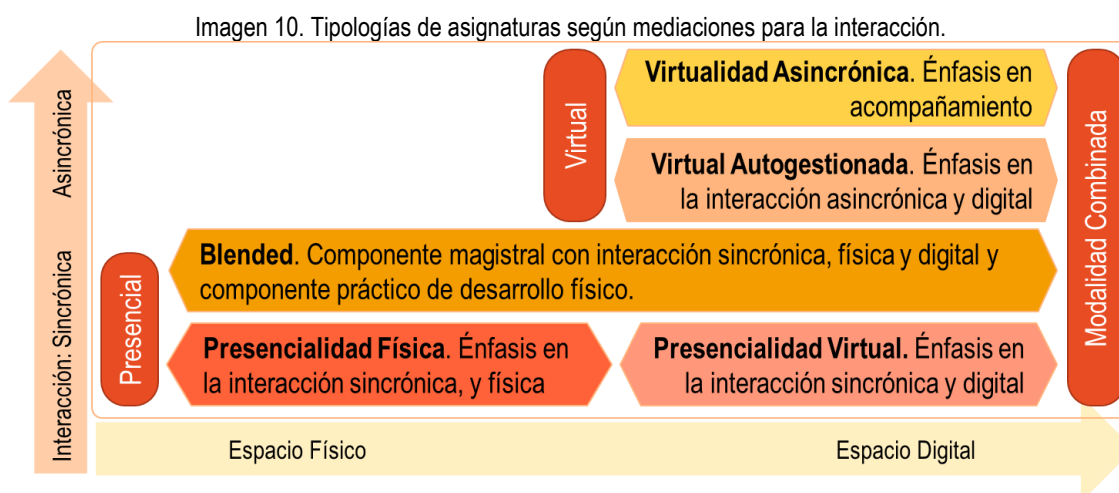 Imagen 10. Tipologías de asignaturas según mediaciones para la interacción.
Interacción: Sincrónica
Asincrónica
Virtual
Virtualidad Asincrónica. Énfasis en
acompañamiento
Virtual Autogestionada. Énfasis en
la interacción asincrónica y digital
Modalidad Combinada
Presencial
Blended. Componente magistral con interacción sincrónica, física y digital y
componente práctico de desarrollo físico.
Presencialidad Física. Énfasis en
la interacción sincrónica, y física
Presencialidad Virtual. Énfasis en
la interacción sincrónica y digital
Espacio Físico
Espacio Digital